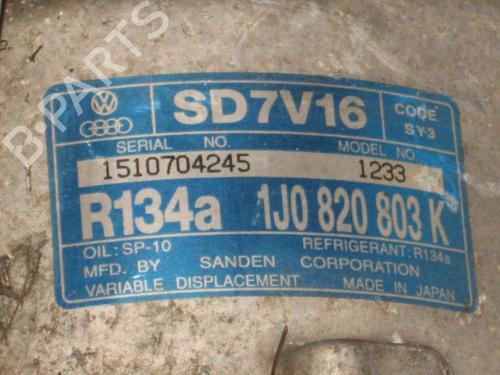 B-PARTS
SD7V16
CODE
SY-3
SERIAL NO.
MODEL NO.
1510704245
1233
R134a
1J0 820 803 K
OIL: SP-10
REFRIGERANT: R134a
MFD. BY SANDEN CORPORATION
VARIABLE DISPLACEMENT
MADE IN JAPAN